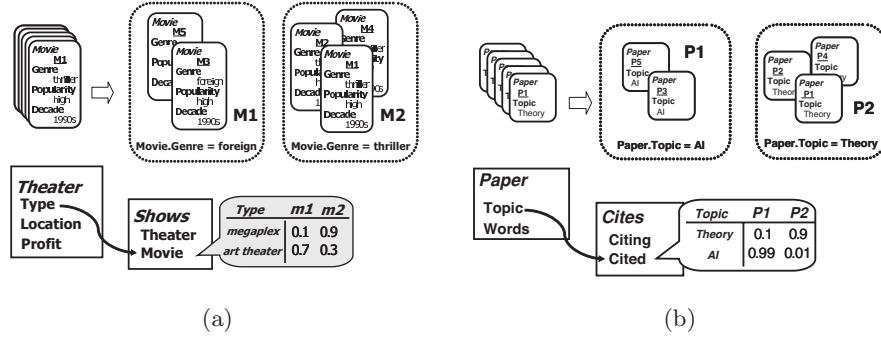 Movie
M1
Genre
thriller
Popularity
high
Decade
1990s
Movie
M5
Genre
Decade
Movie
M3
Genre
foreign
Popularity
high
Decade
1990s
M1
Movie.Genre = foreign
Movie
M2
Genre
Decade
Movie
M4
Movie
M1
Genre
thriller
Popularity
high
Decade
1990s
M2
Movie.Genre = thriller
Theater
Type
Location
Profit
Shows
Theater
Movie
Type m1 m2
megaplex 0.1 0.9
art theater 0.7 0.3
(a)
Paper
P1
Topic
Theory
Paper
P5
Topic
AI
Paper
P3
Topic
AI
P1
Paper.Topic = AI
Paper
P2
Topic
Theory
Paper
P4
Topic
Paper
P1
Topic
Theory
P2
Paper.Topic = Theory
Paper
Topic
Words
Cites
Citing
Cited
Topic P1 P2
Theory 0.1 0.9
AI 0.99 0.01
(b)